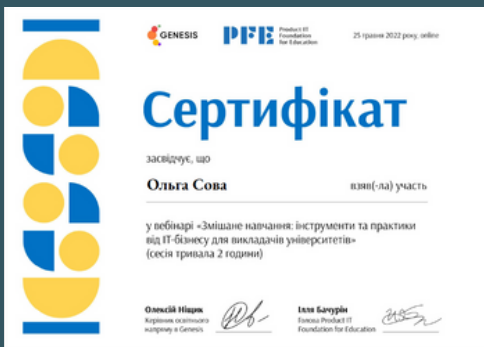 GENESIS
PFE Product IT
Foundation
for Education
25 травня 2022 року, online
Сертифікат
засвідчує, що
Ольга Сова
взяв(-ла) участь
у вебінарі «Змішане навчання: інструменти та практики
від ІТ-бізнесу для викладачів університетів»
(сесія тривала 2 години)
Олексій Ніщик
Керівник освітнього
напряму в Genesis
Ілля Бачурін
Голова Product IT
Foundation for Education